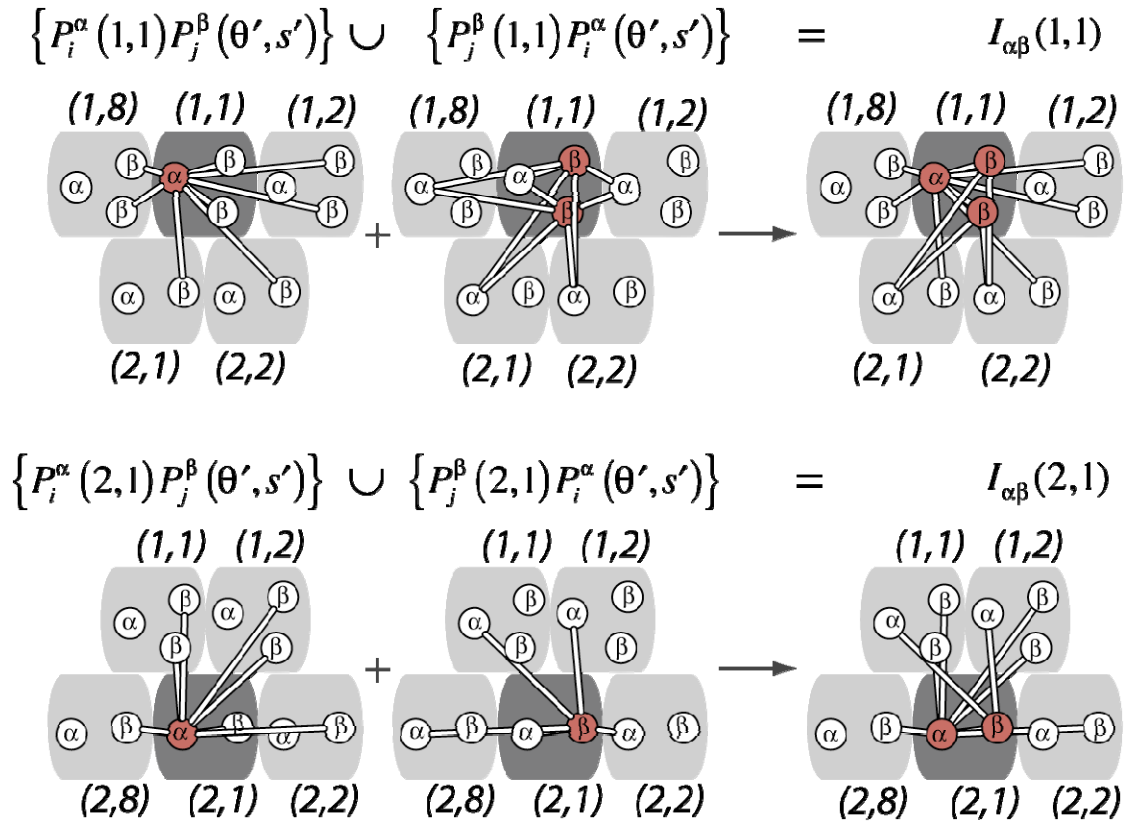 {P_i^α(1,1)P_j^β(θ′,s′)} ∪ {P_j^β(1,1)P_i^α(θ′,s′)} = I_αβ(1,1)
(1,8) (1,1) (1,2) (1,8) (1,1) (1,2) (1,8) (1,1) (1,2)
β β β β β β β β β
α α α α α α α α α
β β β β β β β β β
+
α β α β α β α β α β α β
(2,1) (2,2) (2,1) (2,2) (2,1) (2,2)
{P_i^α(2,1)P_j^β(θ′,s′)} ∪ {P_j^β(2,1)P_i^α(θ′,s′)} = I_αβ(2,1)
(1,1) (1,2) (1,1) (1,2) (1,1) (1,2)
β β β β β β
α α α α α α
β β β β β β
+
α β α β α β α β α β α β α β α β α β
(2,8) (2,1) (2,2) (2,8) (2,1) (2,2) (2,8) (2,1) (2,2)